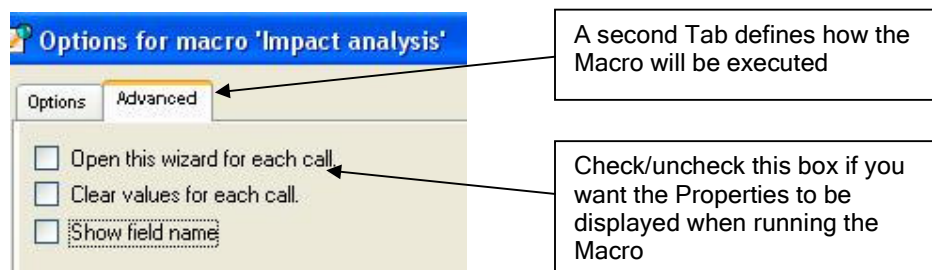 Options for macro 'Impact analysis'
Options
Advanced
Open this wizard for each call.
Clear values for each call.
Show field name
A second Tab defines how the
Macro will be executed
Check/uncheck this box if you
want the Properties to be
displayed when running the
Macro